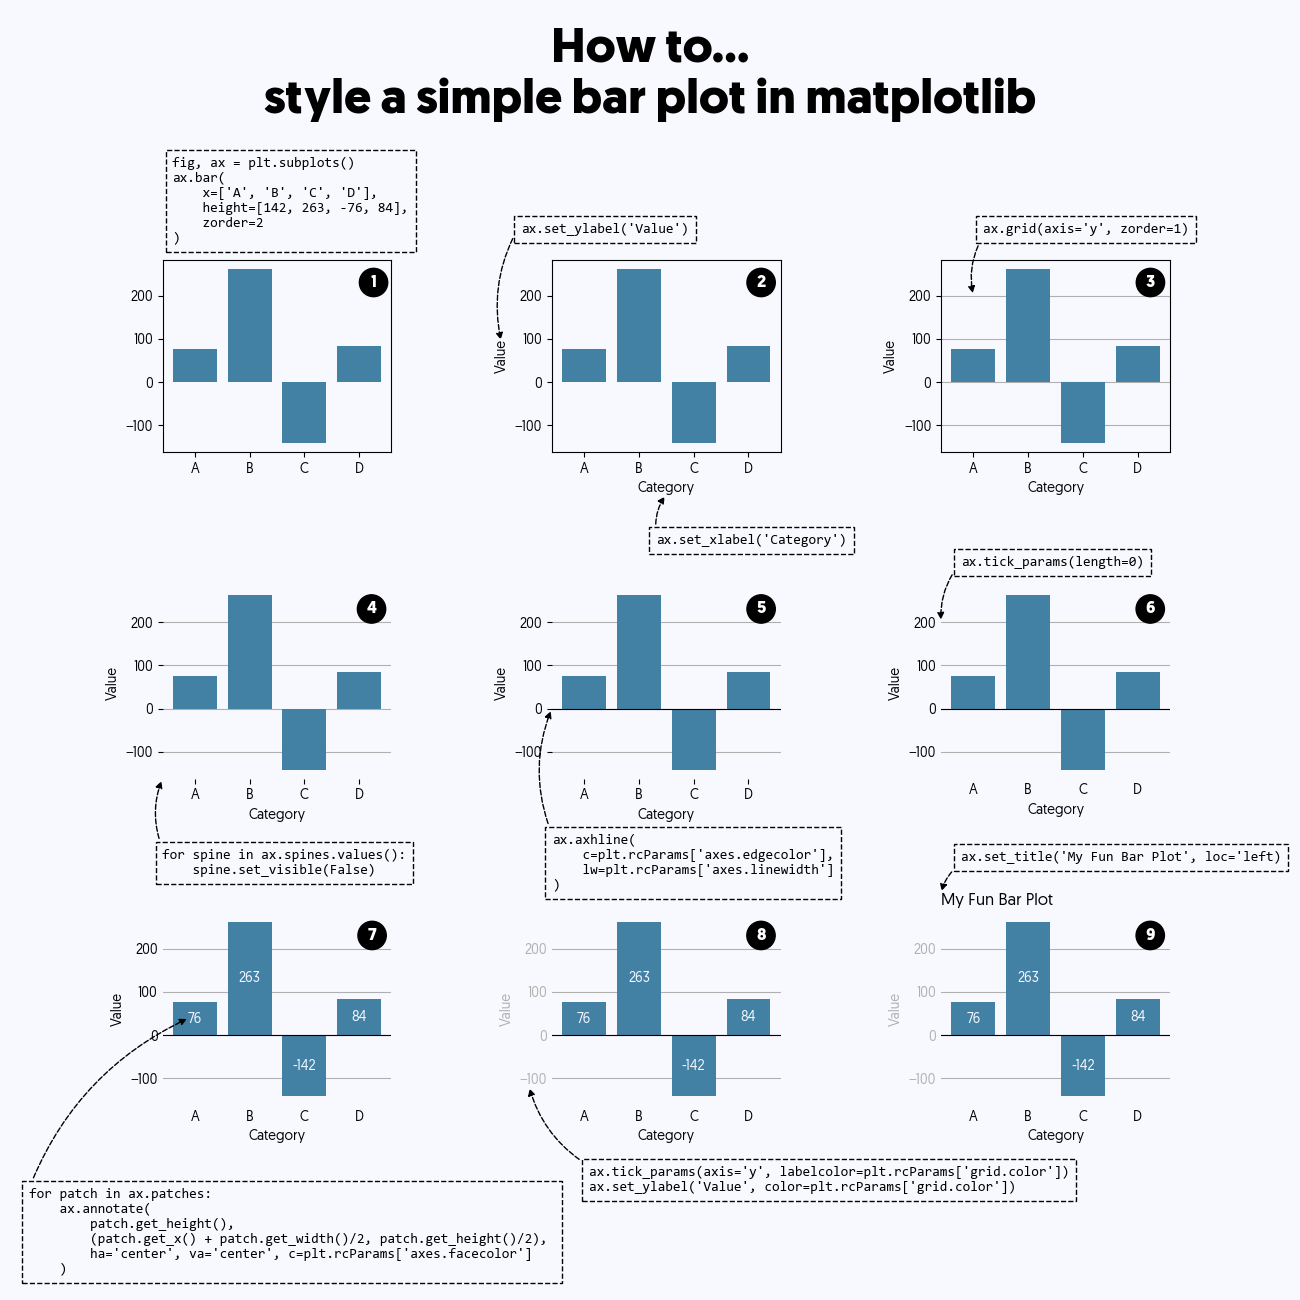 How to...
style a simple bar plot in matplotlib
fig, ax = plt.subplots()
ax.bar(
    x=['A', 'B', 'C', 'D'],
    height=[142, 263, -76, 84],
    zorder=2
)
1
200
100
0
−100
A B C D
ax.set_ylabel('Value')
2
200
100
0
−100
Value
A B C D
Category
ax.set_xlabel('Category')
ax.grid(axis='y', zorder=1)
3
200
100
0
−100
Value
A B C D
Category
4
200
100
0
−100
Value
A B C D
Category
for spine in ax.spines.values():
    spine.set_visible(False)
5
200
100
0
−100
Value
A B C D
Category
ax.axhline(
    c=plt.rcParams['axes.edgecolor'],
    lw=plt.rcParams['axes.linewidth']
)
ax.tick_params(length=0)
6
200
100
0
−100
Value
A B C D
Category
7
200
100
0
−100
Value
76 263 -142 84
A B C D
Category
for patch in ax.patches:
    ax.annotate(
        patch.get_height(),
        (patch.get_x() + patch.get_width()/2, patch.get_height()/2),
        ha='center', va='center', c=plt.rcParams['axes.facecolor']
    )
8
200
100
0
−100
Value
76 263 -142 84
A B C D
Category
ax.tick_params(axis='y', labelcolor=plt.rcParams['grid.color'])
ax.set_ylabel('Value', color=plt.rcParams['grid.color'])
ax.set_title('My Fun Bar Plot', loc='left)
My Fun Bar Plot
9
200
100
0
−100
Value
76 263 -142 84
A B C D
Category